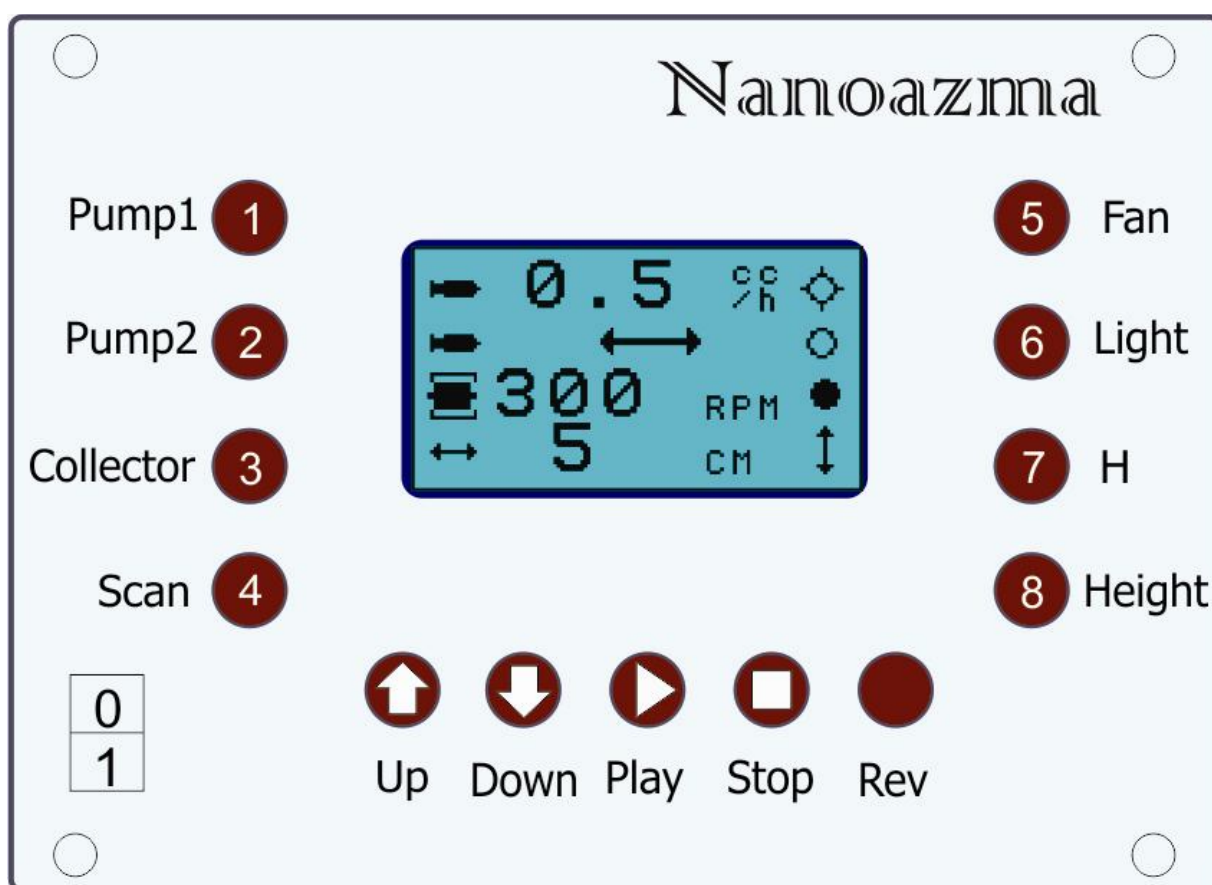 Nanoazma
Pump1 1
Pump2 2
Collector 3
Scan 4
0.5 cc/h
300 RPM
5 CM
5 Fan
6 Light
7 H
8 Height
0
1
Up Down Play Stop Rev